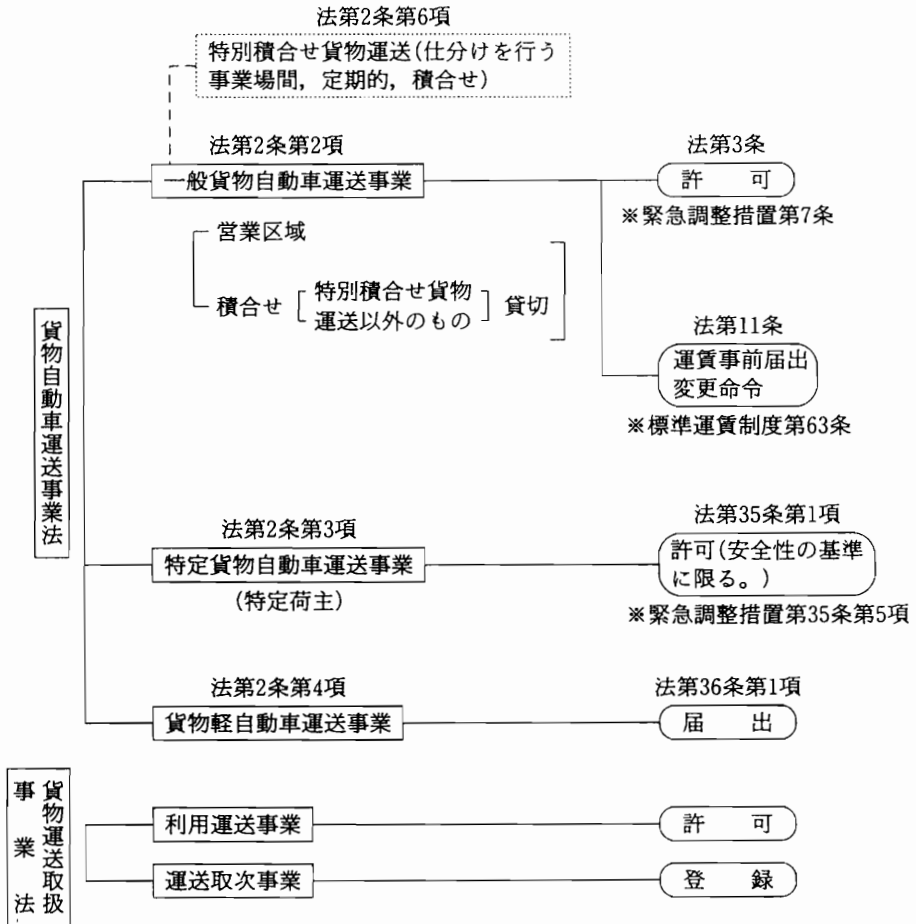 法第2条第6項
特別積合せ貨物運送(仕分けを行う
事業場間，定期的，積合せ)
法第2条第2項
一般貨物自動車運送事業
法第3条
許　可
※緊急調整措置第7条
営業区域
積合せ
特別積合せ貨物
運送以外のもの
貸切
法第11条
運賃事前届出
変更命令
※標準運賃制度第63条
貨物自動車運送事業法
法第2条第3項
特定貨物自動車運送事業
(特定荷主)
法第35条第1項
許可(安全性の基準
に限る。)
※緊急調整措置第35条第5項
法第2条第4項
貨物軽自動車運送事業
法第36条第1項
届　出
貨物運送取扱
事業法
利用運送事業
許　可
運送取次事業
登　録